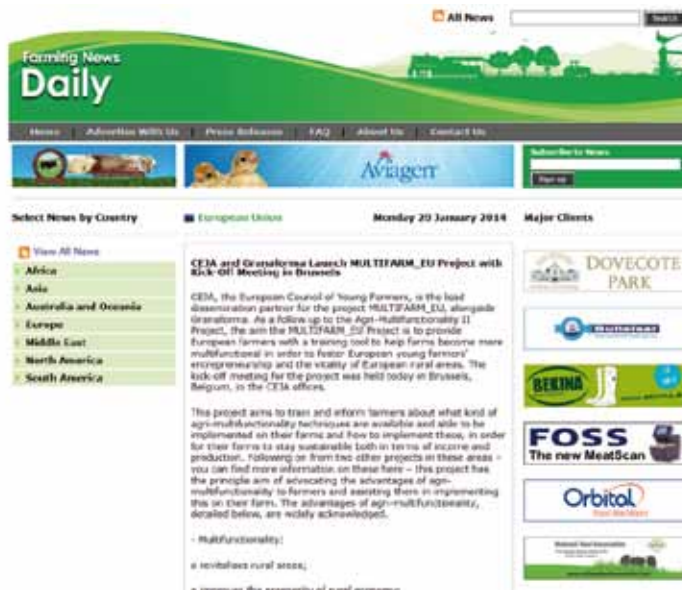 All News
Search
Farming News
Daily
Home
Advertise With Us
Press Releases
FAQ
About Us
Contact Us
Aviagen
Subscribe to News
Sign up
Select News by Country
European Union
Monday 20 January 2014
Major Clients
View All News
Africa
Asia
Australia and Oceania
Europe
Middle East
North America
South America
CEJA and Granaforma Launch MULTIFARM_EU Project with
Kick-Off Meeting in Brussels
CEJA, the European Council of Young Farmers, is the lead
dissemination partner for the project MULTIFARM_EU, alongside
Granaforma. As a follow up to the Agri-Multifunctionality II
Project, the aim the MULTIFARM_EU Project is to provide
European farmers with a training tool to help farms become more
multifunctional in order to foster European young farmers'
entrepreneurship and the vitality of European rural areas. The
kick-off meeting for the project was held today in Brussels,
Belgium, in the CEJA offices.
This project aims to train and inform farmers about what kind of
agri-multifunctionality techniques are available and able to be
implemented on their farms and how to implement these, in order
for their farms to stay sustainable both in terms of income and
production. Following on from two other projects in these areas -
you can find more information on these here - this project has
the principle aim of advocating the advantages of agri-
multifunctionality to farmers and assisting them in implementing
this on their farm. The advantages of agri-multifunctionality,
detailed below, are widely acknowledged.
- Multifunctionality:
o revitalises rural areas;
DOVECOTE
PARK
BEKINA
FOSS
The new MeatScan
Orbital